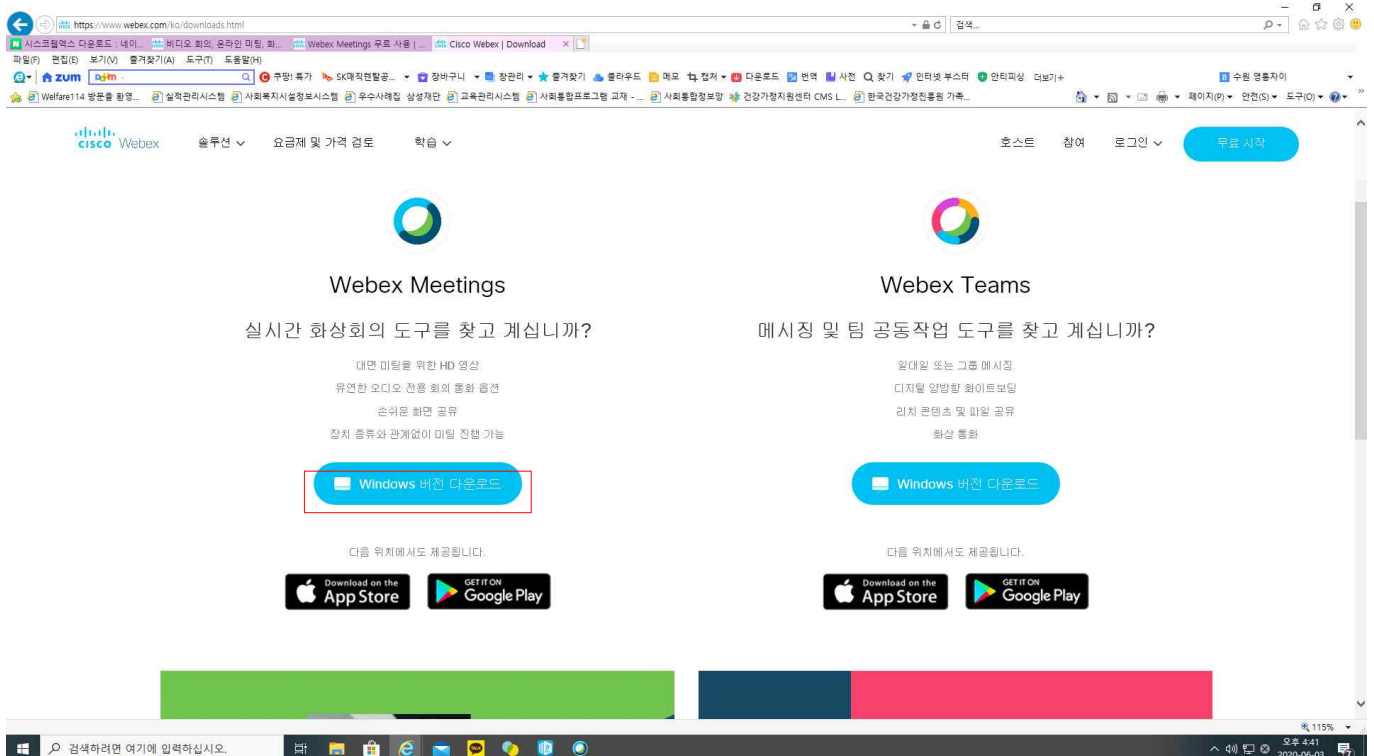 https://www.webex.com/ko/downloads.html
검색...
시스코웹엑스 다운로드 : 네이...
비디오 회의, 온라인 미팅, 화...
Webex Meetings 무료 사용 | ...
Cisco Webex | Download
파일(F) 편집(E) 보기(V) 즐겨찾기(A) 도구(T) 도움말(H)
zum
쿠팡! 특가 SK매직렌탈공... 장바구니 창관리 즐겨찾기 클라우드 메모 캡처 다운로드 번역 사전 찾기 인터넷 부스터 안티피싱 더보기+ 수원 영통자이
Welfare114 방문을 환영... 실적관리시스템 사회복지시설정보시스템 우수사례집 삼성재단 교육관리시스템 사회통합프로그램 교재 - ... 사회통합정보망 건강가정지원센터 CMS L... 한국건강가정진흥원 가족... 페이지(P) 안전(S) 도구(O)
CISCO Webex 솔루션 요금제 및 가격 검토 학습 호스트 참여 로그인 무료 시작
Webex Meetings
실시간 화상회의 도구를 찾고 계십니까?
대면 미팅을 위한 HD 영상
유연한 오디오 전용 회의 통화 옵션
손쉬운 화면 공유
장치 종류와 관계없이 미팅 진행 가능
Windows 버전 다운로드
다음 위치에서도 제공됩니다.
Download on the App Store
GET IT ON Google Play
Webex Teams
메시징 및 팀 공동작업 도구를 찾고 계십니까?
일대일 또는 그룹 메시징
디지털 양방향 화이트보딩
리치 콘텐츠 및 파일 공유
화상 통화
Windows 버전 다운로드
다음 위치에서도 제공됩니다.
Download on the App Store
GET IT ON Google Play
115%
검색하려면 여기에 입력하십시오.
오후 4:41
2020-06-03